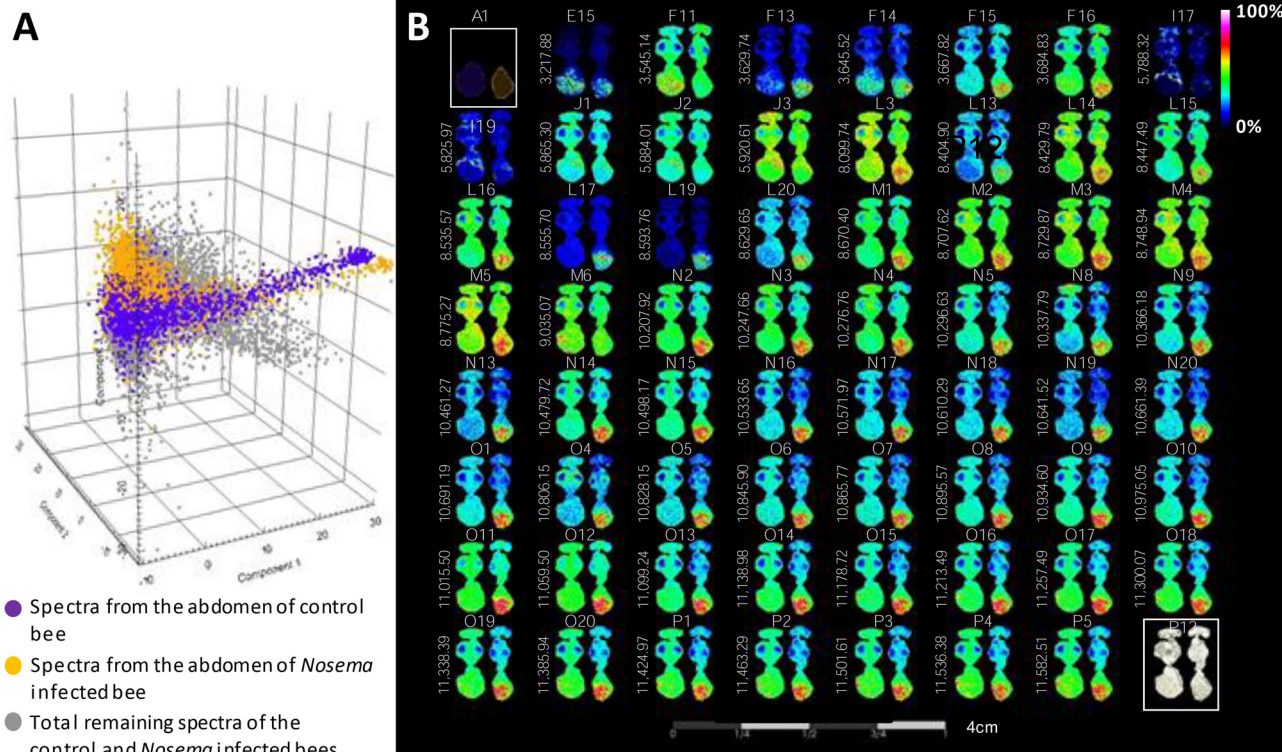 A
B
A1 E15 F11 F13 F14 F15 F16 I17
3,217.88 3,545.14 3,629.74 3,645.52 3,667.82 3,684.83 5,788.32
100%
0%
I19 J1 J2 J3 L3 L13 L14 L15
5,825.97 5,865.30 5,884.01 5,920.61 8,099.74 8,404.90 8,429.79 8,447.49
L16 L17 L19 L20 M1 M2 M3 M4
8,535.57 8,555.70 8,593.76 8,629.65 8,670.40 8,707.62 8,729.87 8,748.94
M5 M6 N2 N3 N4 N5 N8 N9
8,775.27 9,035.07 10,207.92 10,247.66 10,276.76 10,296.63 10,337.79 10,366.18
N13 N14 N15 N16 N17 N18 N19 N20
10,461.27 10,479.72 10,498.17 10,533.65 10,571.97 10,610.29 10,641.52 10,661.39
O1 O4 O5 O6 O7 O8 O9 O10
10,691.19 10,806.15 10,828.15 10,845.90 10,865.77 10,895.57 10,934.60 10,975.05
O11 O12 O13 O14 O15 O16 O17 O18
11,015.50 11,059.50 11,099.24 11,138.98 11,178.72 11,213.49 11,257.49 11,300.07
O19 O20 P1 P2 P3 P4 P5 P12
11,338.39 11,385.94 11,424.97 11,463.29 11,501.61 11,536.38 11,582.51
0 1/4 1/2 3/4 1
4cm
Component
-20
-10 0 10 20 30
Component 1
Spectra from the abdomen of control
bee
Spectra from the abdomen of Nosema
infected bee
Total remaining spectra of the
control and Nosema infected bees